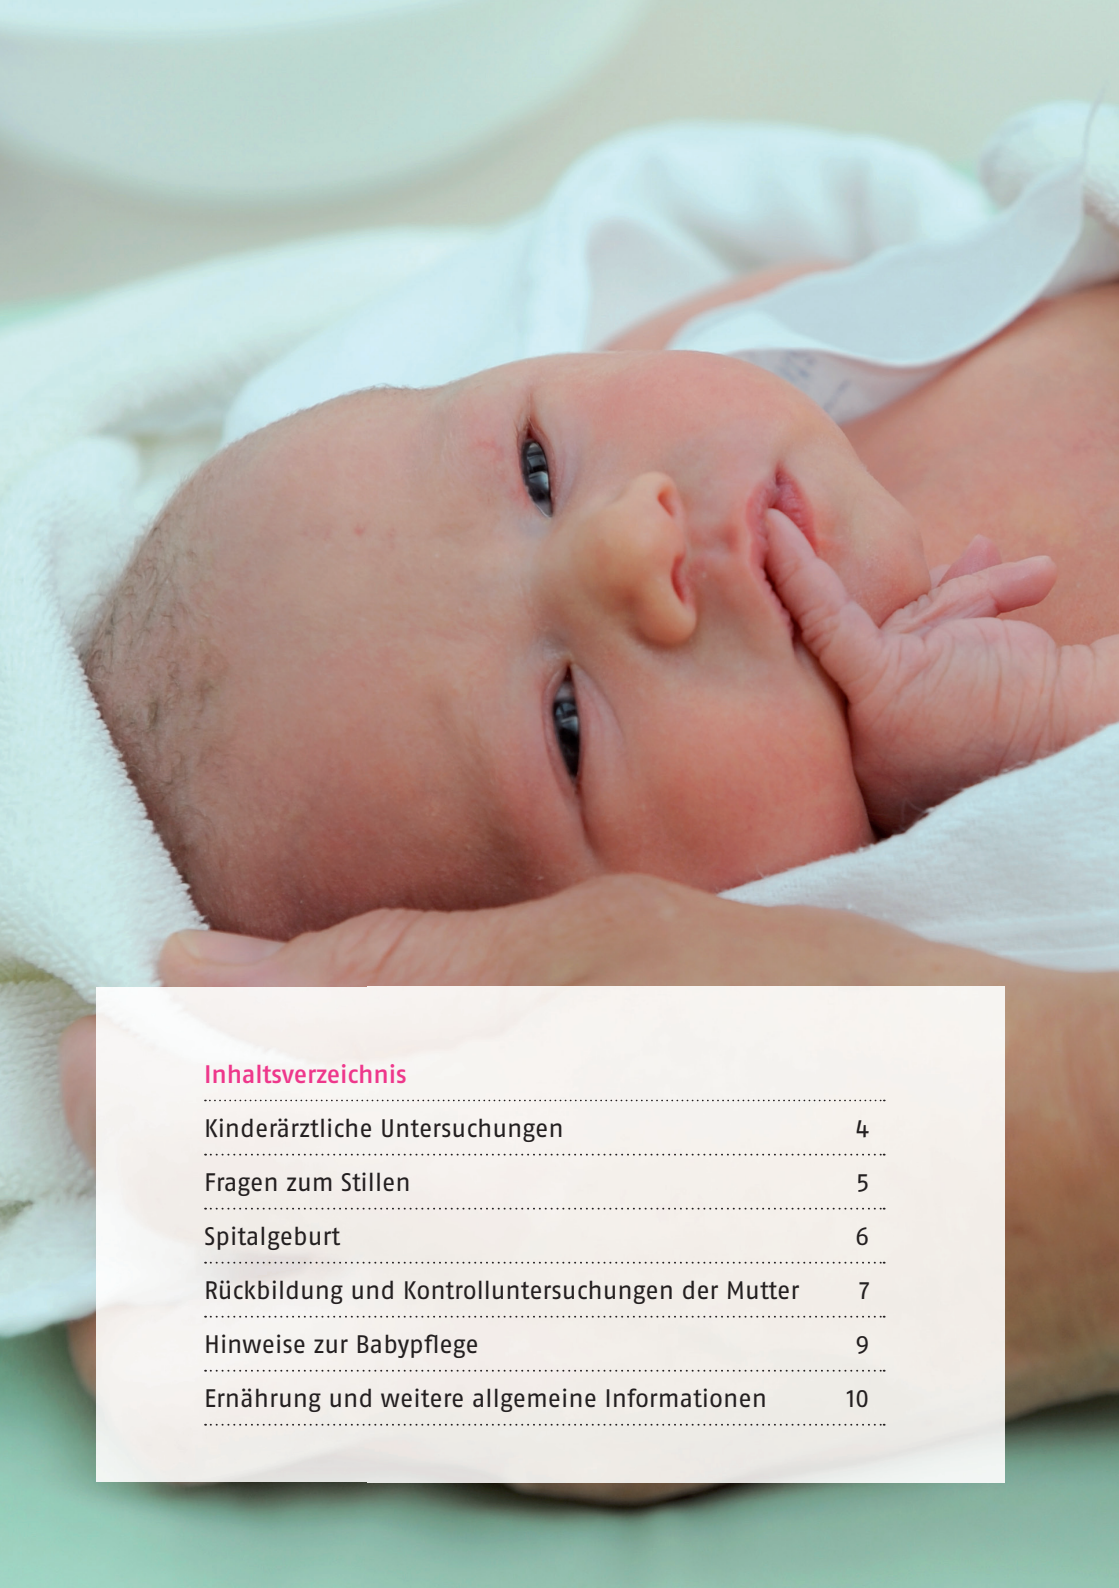 Inhaltsverzeichnis
Kinderärztliche Untersuchungen 4
Fragen zum Stillen 5
Spitalgeburt 6
Rückbildung und Kontrolluntersuchungen der Mutter 7
Hinweise zur Babypflege 9
Ernährung und weitere allgemeine Informationen 10